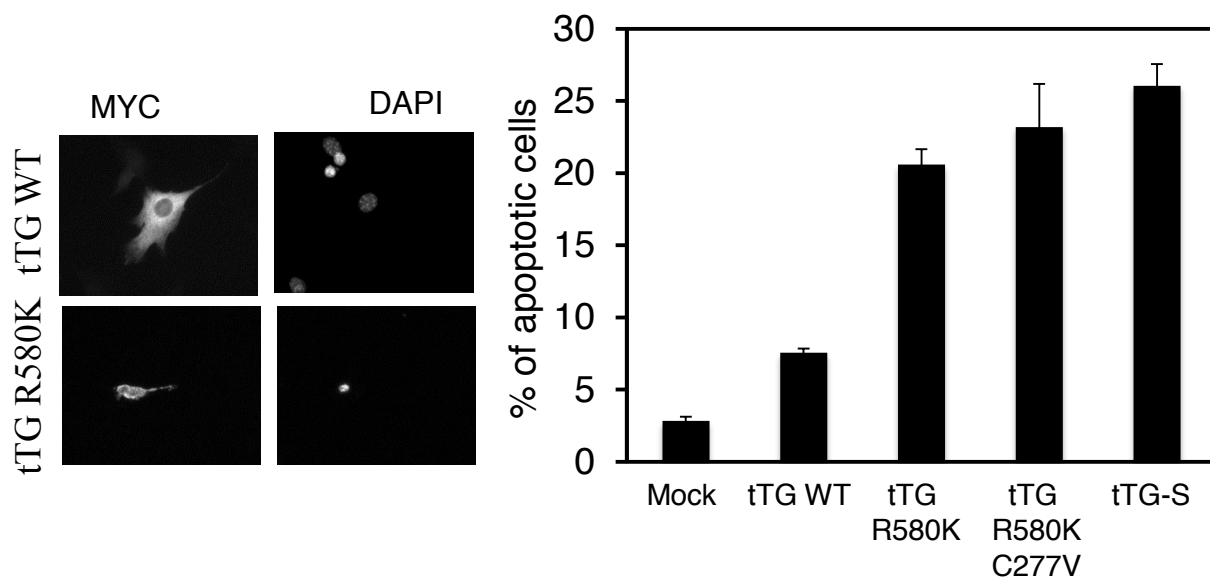 MYC
DAPI
tTG WT
tTG R580K
% of apoptotic cells
30
25
20
15
10
5
0
Mock
tTG WT
tTG
R580K
tTG
R580K
C277V
tTG-S